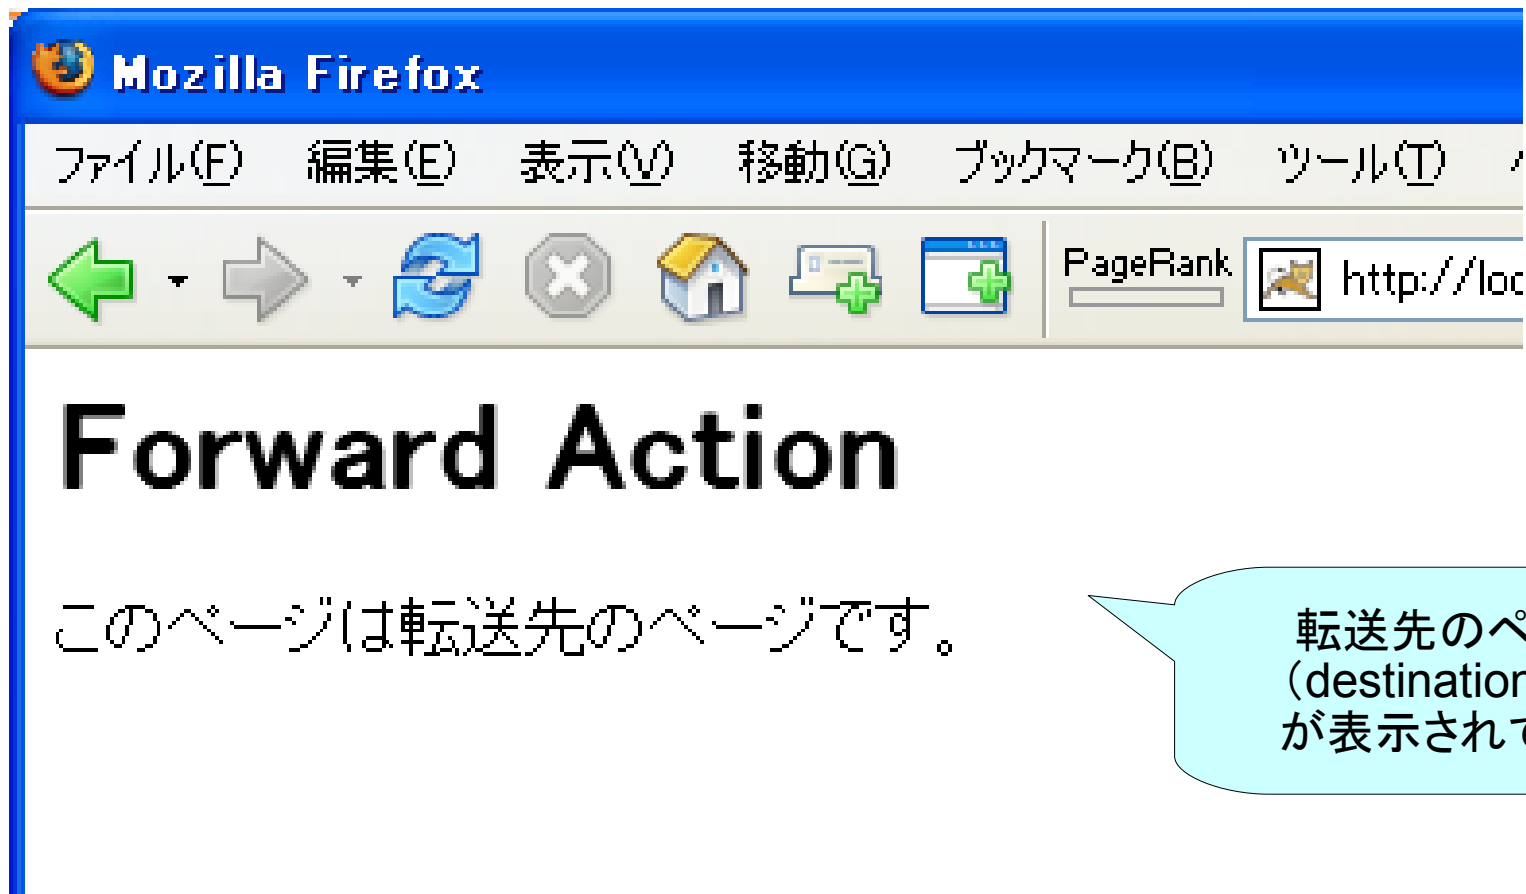 Mozilla Firefox
ファイル(F) 編集(E) 表示(V) 移動(G) ブックマーク(B) ツール(T)
PageRank http://loc
Forward Action
このページは転送先のページです。
転送先のペ
（destination
が表示されて